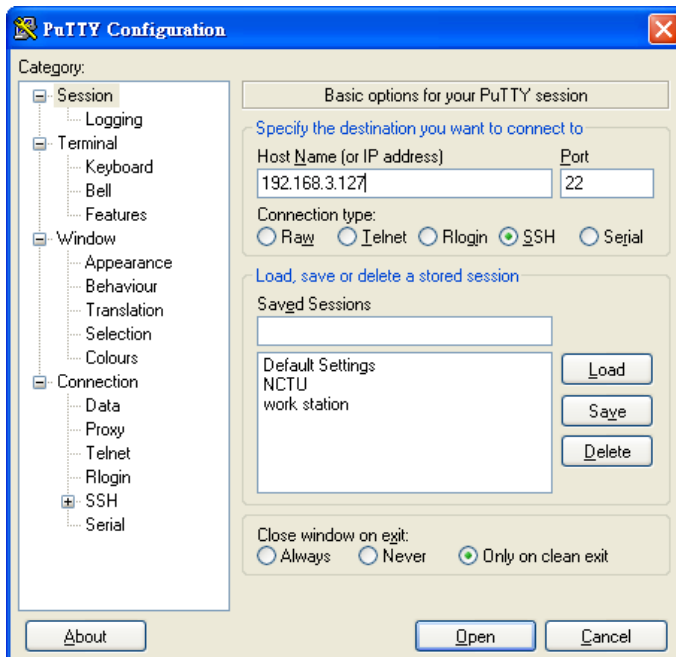 PuTTY Configuration
Category:
Session
Logging
Terminal
Keyboard
Bell
Features
Window
Appearance
Behaviour
Translation
Selection
Colours
Connection
Data
Proxy
Telnet
Rlogin
SSH
Serial
Basic options for your PuTTY session
Specify the destination you want to connect to
Host Name (or IP address) Port
192.168.3.127 22
Connection type:
Raw Telnet Rlogin SSH Serial
Load, save or delete a stored session
Saved Sessions
Default Settings
NCTU
work station
Load
Save
Delete
Close window on exit:
Always Never Only on clean exit
About Open Cancel